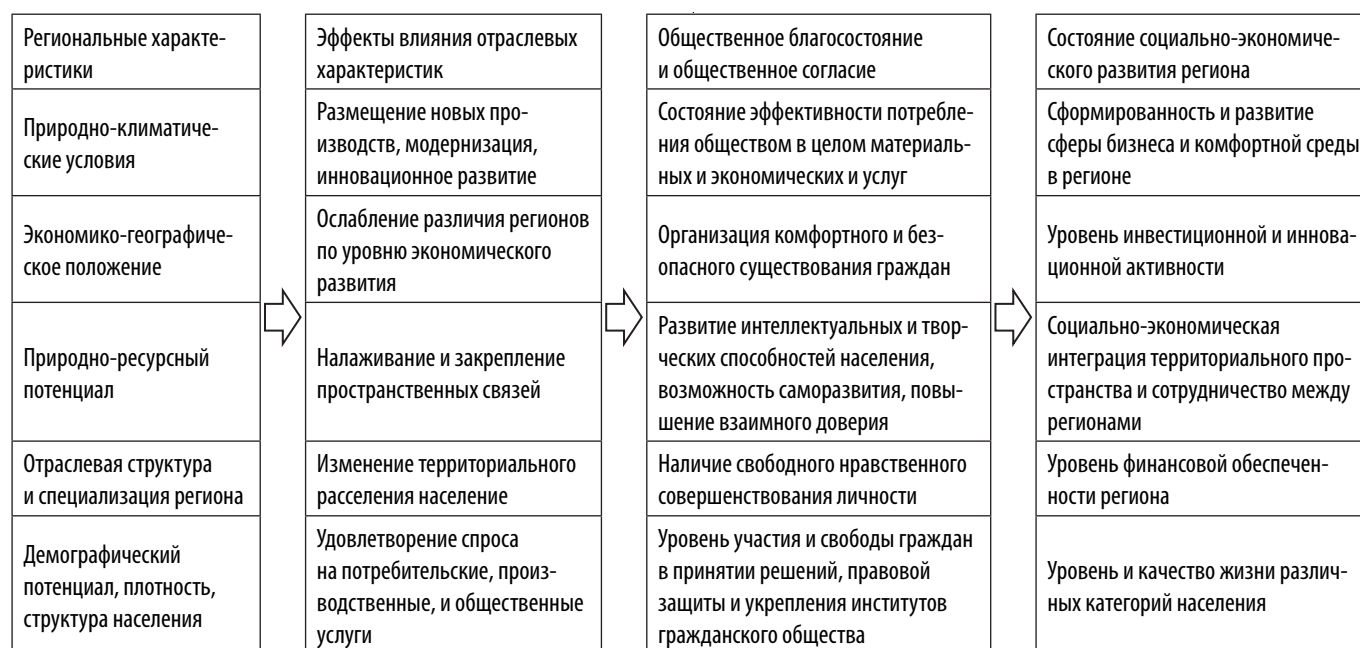 Региональные характе-
ристики
Природно-климатиче-
ские условия
Экономико-географиче-
ское положение
Природно-ресурсный
потенциал
Отраслевая структура
и специализация региона
Демографический
потенциал, плотность,
структура населения
Эффекты влияния отраслевых
характеристик
Размещение новых про-
изводств, модернизация,
инновационное развитие
Ослабление различия регионов
по уровню экономического
развития
Налаживание и закрепление
пространственных связей
Изменение территориального
расселения население
Удовлетворение спроса
на потребительские, произ-
водственные, и общественные
услуги
Общественное благосостояние
и общественное согласие
Состояние эффективности потребле-
ния обществом в целом материаль-
ных и экономических и услуг
Организация комфортного и без-
опасного существования граждан
Развитие интеллектуальных и твор-
ческих способностей населения,
возможность саморазвития, повы-
шение взаимного доверия
Наличие свободного нравственного
совершенствования личности
Уровень участия и свободы граждан
в принятии решений, правовой
защиты и укрепления институтов
гражданского общества
Состояние социально-экономиче-
ского развития региона
Сформированность и развитие
сферы бизнеса и комфортной среды
в регионе
Уровень инвестиционной и иннова-
ционной активности
Социально-экономическая
интеграция территориального про-
странства и сотрудничество между
регионами
Уровень финансовой обеспечен-
ности региона
Уровень и качество жизни различ-
ных категорий населения